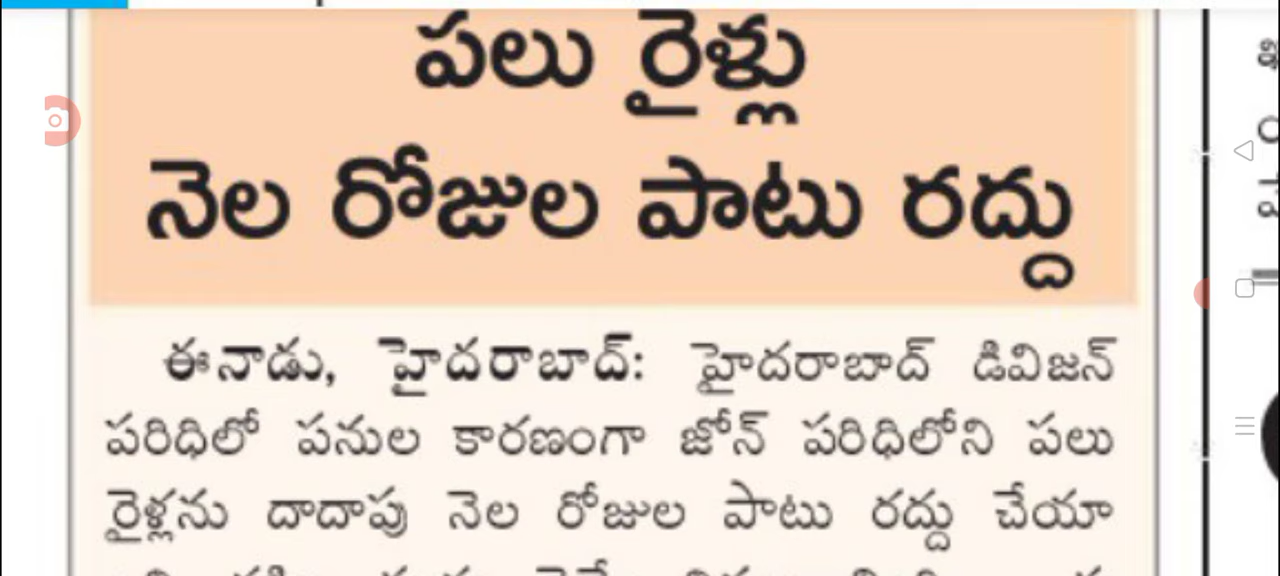 పలు రైళ్లు
నెల రోజుల పాటు రద్దు
ఈనాడు, హైదరాబాద్: హైదరాబాద్ డివిజన్
పరిధిలో పనుల కారణంగా జోన్ పరిధిలోని పలు
రైళ్లను దాదాపు నెల రోజుల పాటు రద్దు చేయా